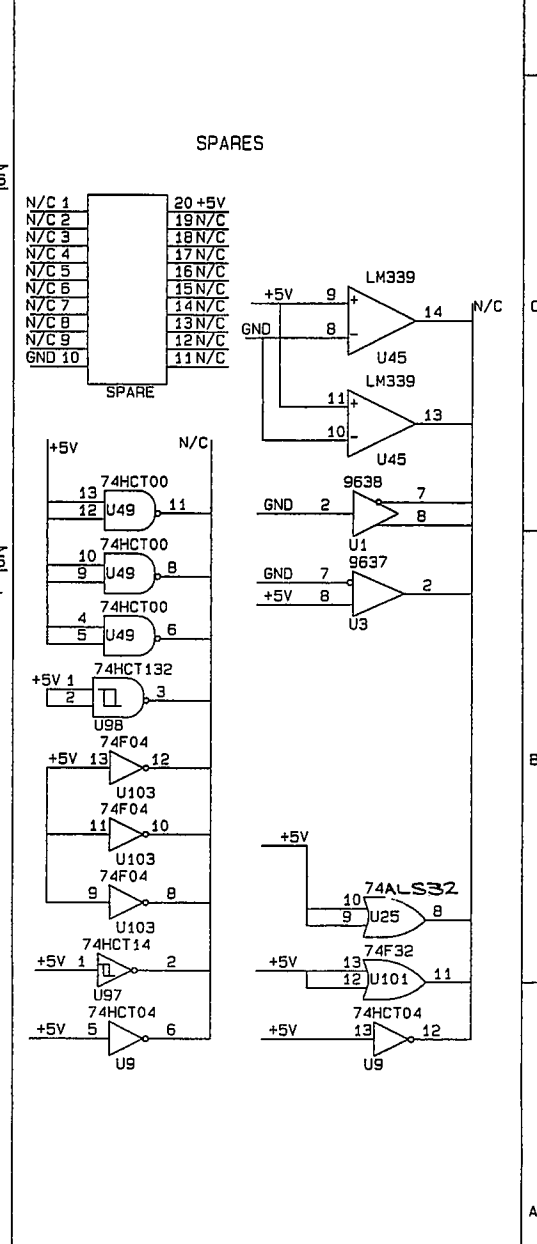 SPARES
N/C 1 20 +5V
N/C 2 19 N/C
N/C 3 18 N/C
N/C 4 17 N/C
N/C 5 16 N/C
N/C 6 15 N/C
N/C 7 14 N/C
N/C 8 13 N/C
N/C 9 12 N/C
GND 10 11 N/C
SPARE
LM339
+5V 9 + 14 N/C
GND 8 -
U45
LM339
11 + 13
10 -
U45
9638
GND 2 7
8
U1
9637
GND 7 2
+5V 8
U3
+5V N/C
74HCT00
13 U49 11
12
74HCT00
10 U49 8
9
74HCT00
4 U49 6
5
74HCT132
+5V 1 3
2
U98
74F04
+5V 13 12
U103
74F04
11 10
U103
74F04
9 8
U103
74HCT14
+5V 1 2
U97
74HCT04
+5V 5 6
U9
+5V
74ALS32
10 U25 8
9
74F32
+5V 13 U101 11
12
74HCT04
+5V 13 12
U9
C
B
A